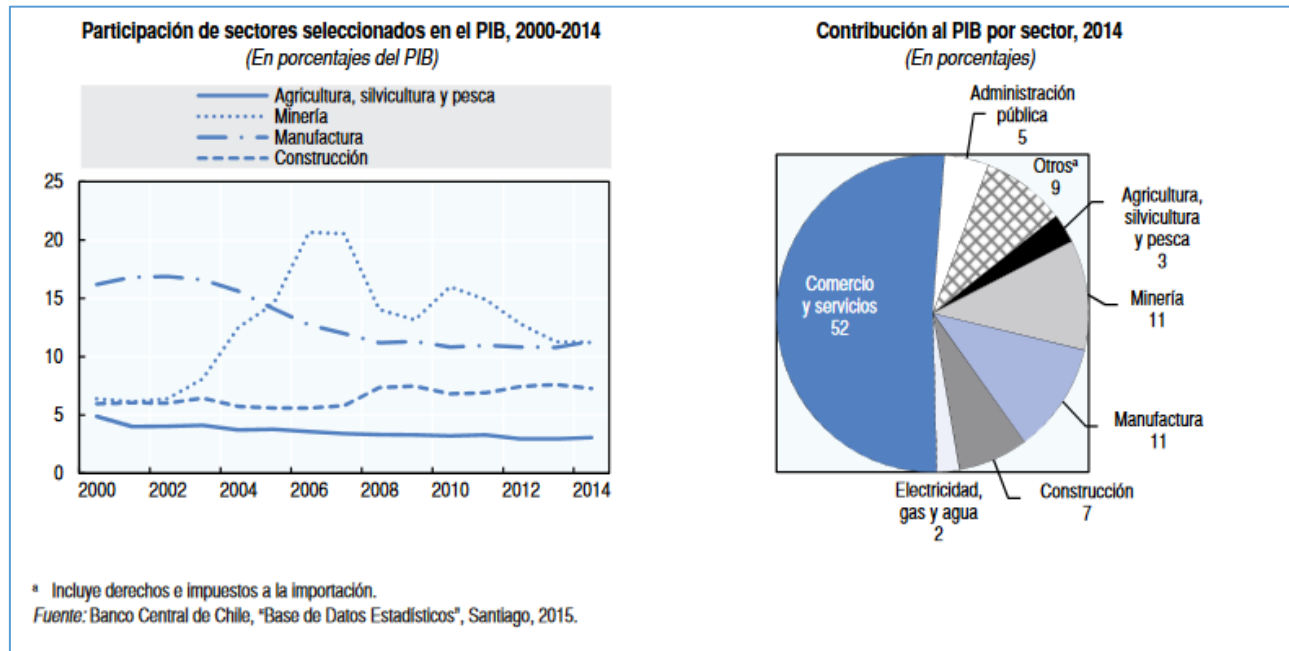 Participación de sectores seleccionados en el PIB, 2000-2014
(En porcentajes del PIB)
Agricultura, silvicultura y pesca
Minería
Manufactura
Construcción
25
20
15
10
5
0
2000 2002 2004 2006 2008 2010 2012 2014
Contribución al PIB por sector, 2014
(En porcentajes)
Administración
pública
5
Otrosª
9
Agricultura,
silvicultura
y pesca
3
Minería
11
Manufactura
11
Construcción
7
Electricidad,
gas y agua
2
Comercio
y servicios
52
ª Incluye derechos e impuestos a la importación.
Fuente: Banco Central de Chile, “Base de Datos Estadísticos”, Santiago, 2015.